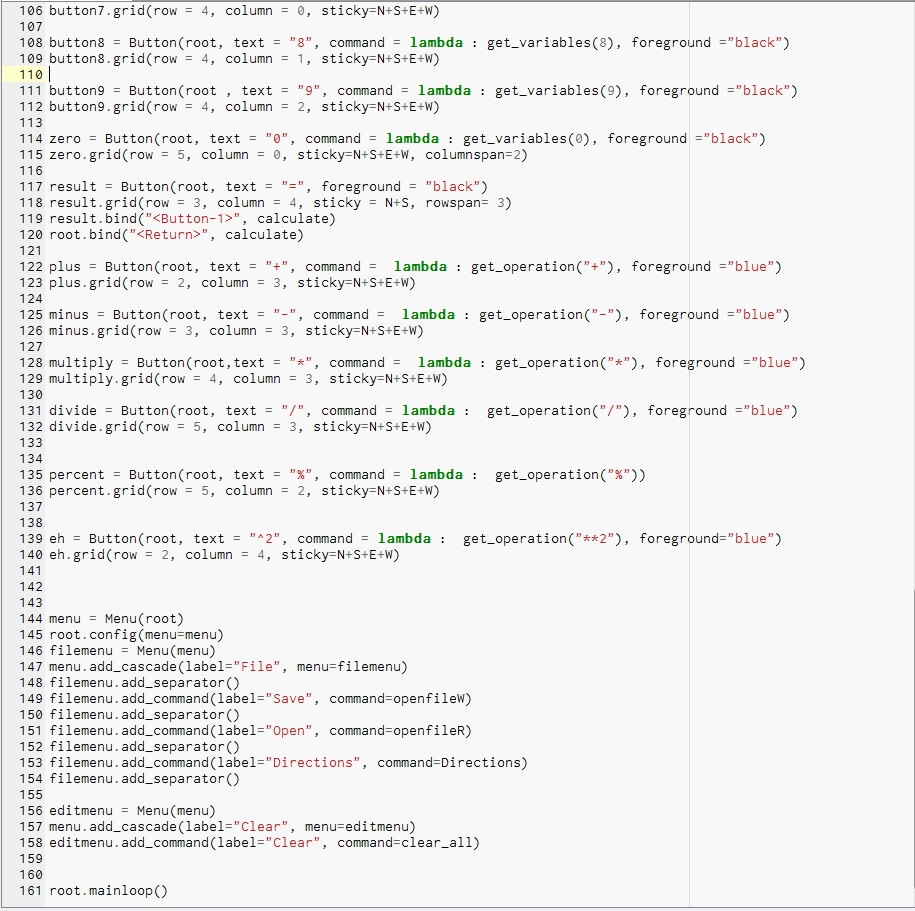 106 button7.grid(row = 4, column = 0, sticky=N+S+E+W)
107
108 button8 = Button(root, text = "8", command = lambda : get_variables(8), foreground ="black")
109 button8.grid(row = 4, column = 1, sticky=N+S+E+W)
110
111 button9 = Button(root , text = "9", command = lambda : get_variables(9), foreground ="black")
112 button9.grid(row = 4, column = 2, sticky=N+S+E+W)
113
114 zero = Button(root, text = "0", command = lambda : get_variables(0), foreground ="black")
115 zero.grid(row = 5, column = 0, sticky=N+S+E+W, columnspan=2)
116
117 result = Button(root, text = "=", foreground = "black")
118 result.grid(row = 3, column = 4, sticky = N+S, rowspan= 3)
119 result.bind("<Button-1>", calculate)
120 root.bind("<Return>", calculate)
121
122 plus = Button(root, text = "+", command =  lambda : get_operation("+"), foreground ="blue")
123 plus.grid(row = 2, column = 3, sticky=N+S+E+W)
124
125 minus = Button(root, text = "-", command =  lambda : get_operation("-"), foreground ="blue")
126 minus.grid(row = 3, column = 3, sticky=N+S+E+W)
127
128 multiply = Button(root,text = "*", command =  lambda : get_operation("*"), foreground ="blue")
129 multiply.grid(row = 4, column = 3, sticky=N+S+E+W)
130
131 divide = Button(root, text = "/", command = lambda :  get_operation("/"), foreground ="blue")
132 divide.grid(row = 5, column = 3, sticky=N+S+E+W)
133
134
135 percent = Button(root, text = "%", command = lambda :  get_operation("%"))
136 percent.grid(row = 5, column = 2, sticky=N+S+E+W)
137
138
139 eh = Button(root, text = "^2", command = lambda :  get_operation("**2"), foreground="blue")
140 eh.grid(row = 2, column = 4, sticky=N+S+E+W)
141
142
143
144 menu = Menu(root)
145 root.config(menu=menu)
146 filemenu = Menu(menu)
147 menu.add_cascade(label="File", menu=filemenu)
148 filemenu.add_separator()
149 filemenu.add_command(label="Save", command=openfileW)
150 filemenu.add_separator()
151 filemenu.add_command(label="Open", command=openfileR)
152 filemenu.add_separator()
153 filemenu.add_command(label="Directions", command=Directions)
154 filemenu.add_separator()
155
156 editmenu = Menu(menu)
157 menu.add_cascade(label="Clear", menu=editmenu)
158 editmenu.add_command(label="Clear", command=clear_all)
159
160
161 root.mainloop()